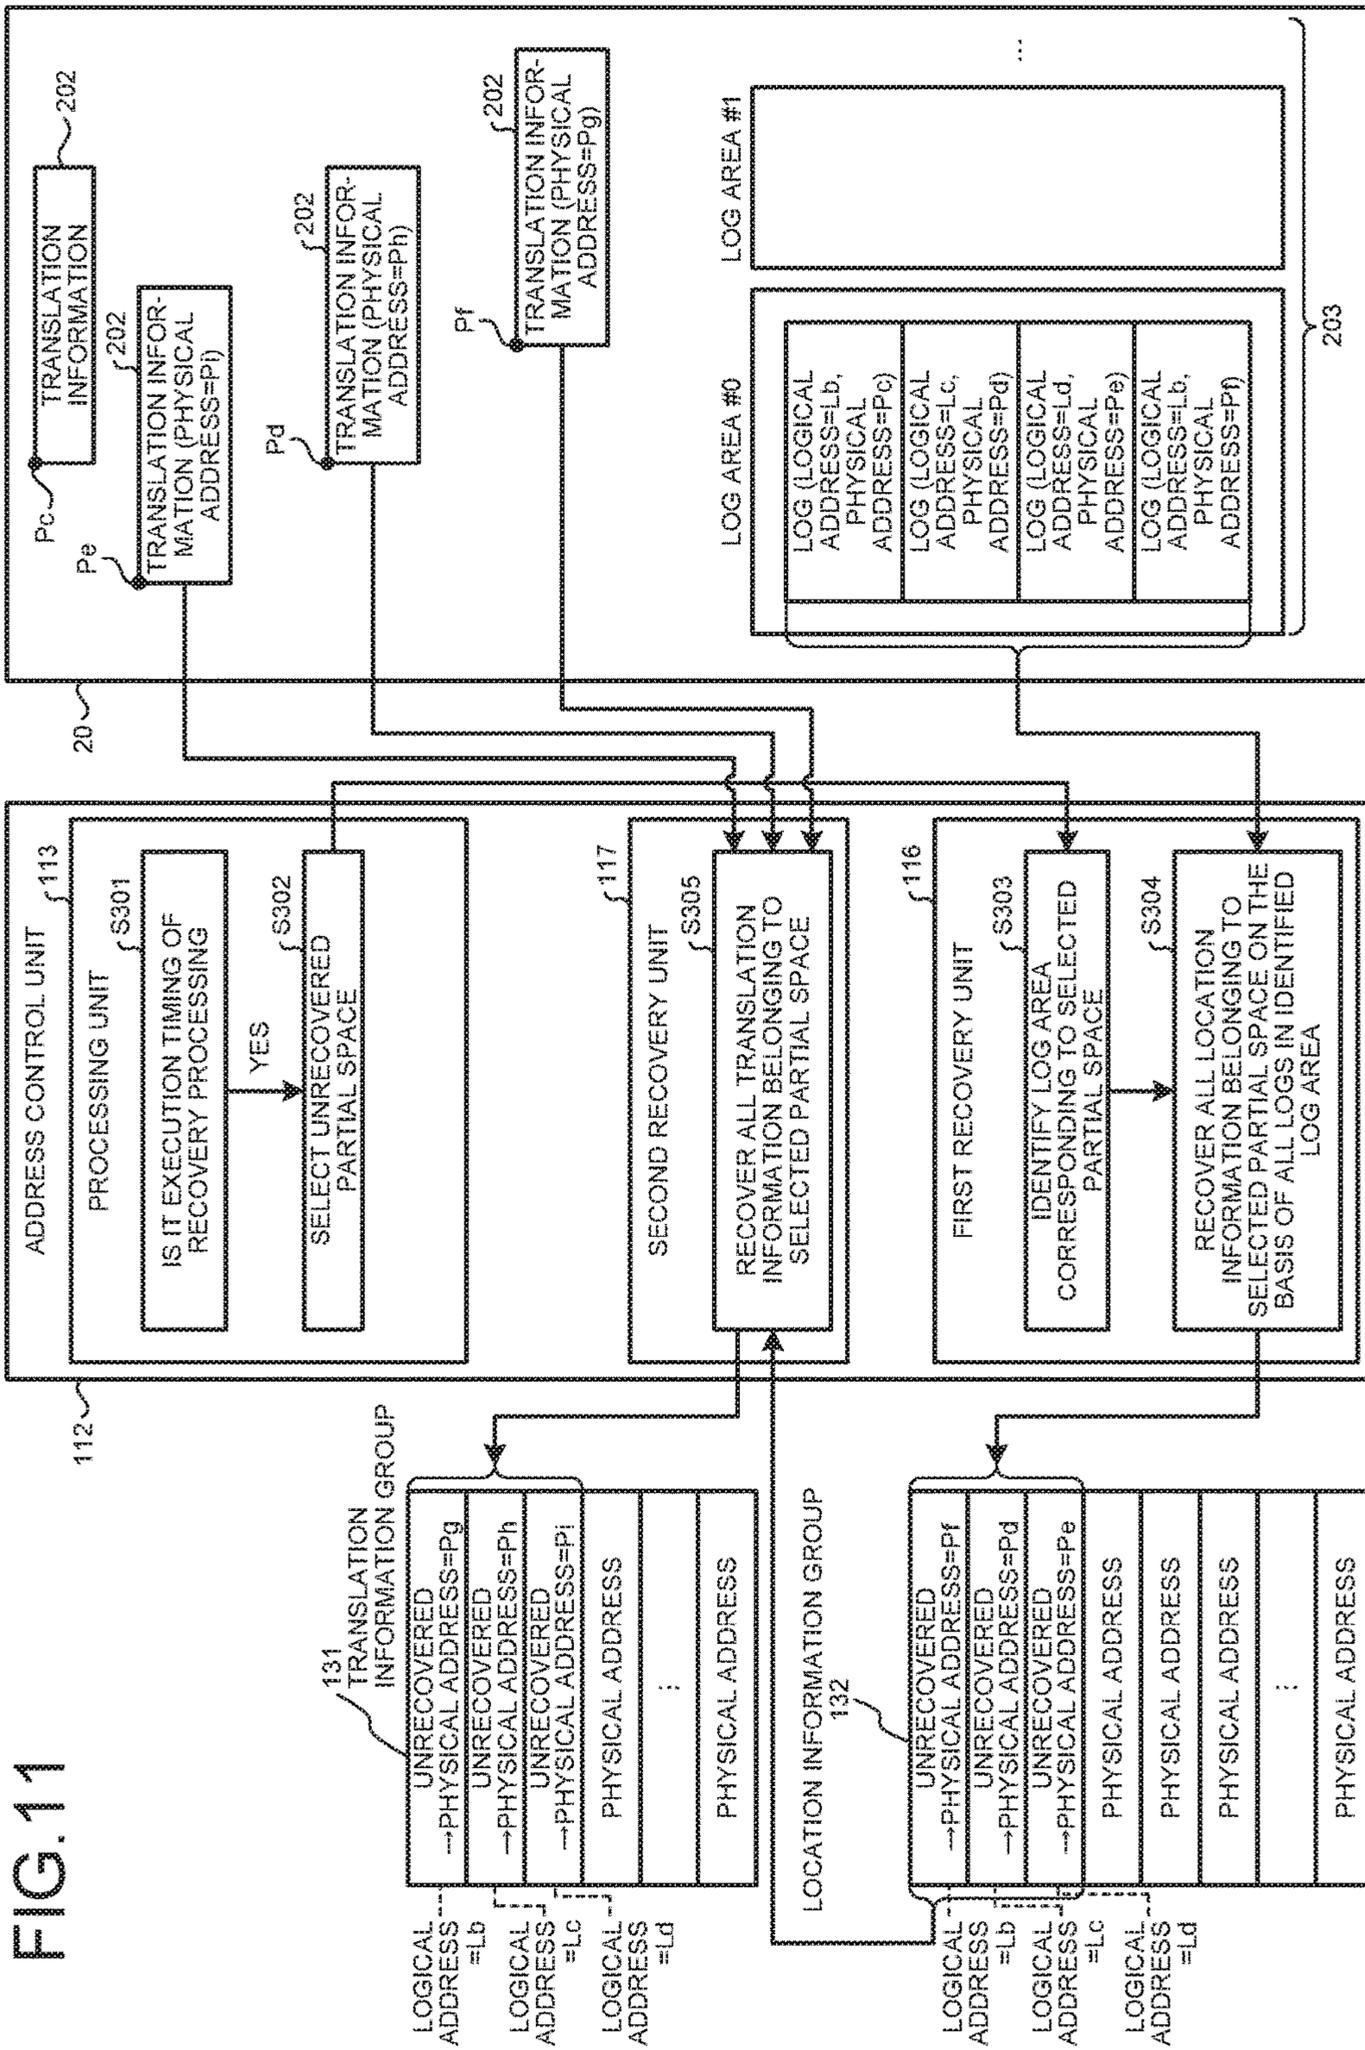 FIG.11
131
TRANSLATION
INFORMATION GROUP
LOGICAL
ADDRESS
=Lb
LOGICAL
ADDRESS
=Lc
LOGICAL
ADDRESS
=Ld
UNRECOVERED
→PHYSICAL ADDRESS=Pg
UNRECOVERED
→PHYSICAL ADDRESS=Ph
UNRECOVERED
→PHYSICAL ADDRESS=Pi
PHYSICAL ADDRESS
⋮
PHYSICAL ADDRESS
LOCATION INFORMATION GROUP
132
LOGICAL
ADDRESS
=Lb
LOGICAL
ADDRESS
=Lc
LOGICAL
ADDRESS
=Ld
UNRECOVERED
→PHYSICAL ADDRESS=Pf
UNRECOVERED
→PHYSICAL ADDRESS=Pd
UNRECOVERED
→PHYSICAL ADDRESS=Pe
PHYSICAL ADDRESS
PHYSICAL ADDRESS
PHYSICAL ADDRESS
⋮
PHYSICAL ADDRESS
112
ADDRESS CONTROL UNIT
113
PROCESSING UNIT
S301
IS IT EXECUTION TIMING OF
RECOVERY PROCESSING
YES
S302
SELECT UNRECOVERED
PARTIAL SPACE
117
SECOND RECOVERY UNIT
S305
RECOVER ALL TRANSLATION
INFORMATION BELONGING TO
SELECTED PARTIAL SPACE
116
FIRST RECOVERY UNIT
S303
IDENTIFY LOG AREA
CORRESPONDING TO SELECTED
PARTIAL SPACE
S304
RECOVER ALL LOCATION
INFORMATION BELONGING TO
SELECTED PARTIAL SPACE ON THE
BASIS OF ALL LOGS IN IDENTIFIED
LOG AREA
20
Pc
202
TRANSLATION
INFORMATION
Pe
202
TRANSLATION INFOR-
MATION (PHYSICAL
ADDRESS=Pi)
Pd
202
TRANSLATION INFOR-
MATION (PHYSICAL
ADDRESS=Ph)
Pf
202
TRANSLATION INFOR-
MATION (PHYSICAL
ADDRESS=Pg)
LOG AREA #0
LOG (LOGICAL
ADDRESS=Lb,
PHYSICAL
ADDRESS=Pc)
LOG (LOGICAL
ADDRESS=Lc,
PHYSICAL
ADDRESS=Pd)
LOG (LOGICAL
ADDRESS=Ld,
PHYSICAL
ADDRESS=Pe)
LOG (LOGICAL
ADDRESS=Lb,
PHYSICAL
ADDRESS=Pf)
LOG AREA #1
...
203